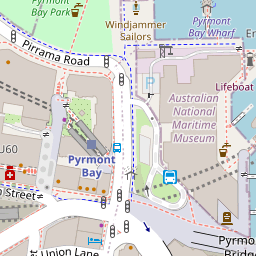 Pyrmont
Bay Park
Windjammer
Sailors
Pyrmont
Bay Wharf
Pirrama Road
P
Lifeboat
Australian
National
Maritime
Museum
U60
Pyrmont
Bay
Street
Union Lane
Pyrmo
Bridge